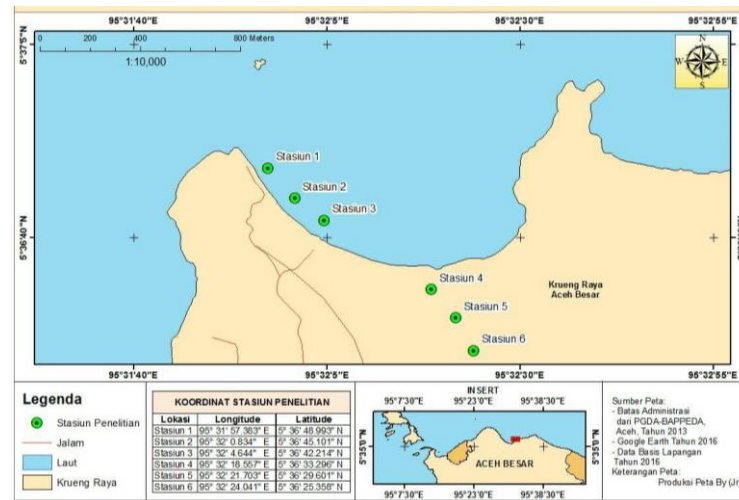 95°31'40"E
95°32'5"E
95°32'30"E
95°32'55"E
5°37'5"N
0 200 400 800 Meters
1:10,000
N
W E
S
Stasiun 1
Stasiun 2
Stasiun 3
5°36'40"N
Stasiun 4
Stasiun 5
Stasiun 6
Krueng Raya
Aceh Besar
95°31'40"E
95°32'5"E
95°32'30"E
95°32'55"E
Legenda
Stasiun Penelitian
Jalam
Laut
Krueng Raya
KOORDINAT STASIUN PENELITIAN
Lokasi Longitude Latitude
Stasiun 1 95° 31' 57.363" E 5° 36' 48.993" N
Stasiun 2 95° 32' 0.834" E 5° 36' 45.101" N
Stasiun 3 95° 32' 4.644" E 5° 36' 42.214" N
Stasiun 4 95° 32' 18.557" E 5° 36' 33.296" N
Stasiun 5 95° 32' 21.703" E 5° 36' 29.601" N
Stasiun 6 95° 32' 24.041" E 5° 36' 25.358" N
INSERT
95°7'30"E
95°23'0"E
95°38'30"E
5°35'0"N
5°35'0"N
ACEH BESAR
95°7'30"E
95°23'0"E
95°38'30"E
Sumber Peta:
- Batas Administrasi
dari PGDA-BAPPEDA,
Aceh, Tahun 2013
- Google Earth Tahun 2016
- Data Basis Lapangan
Tahun 2016
Keterangan Peta:
Produksi Peta By (Jr